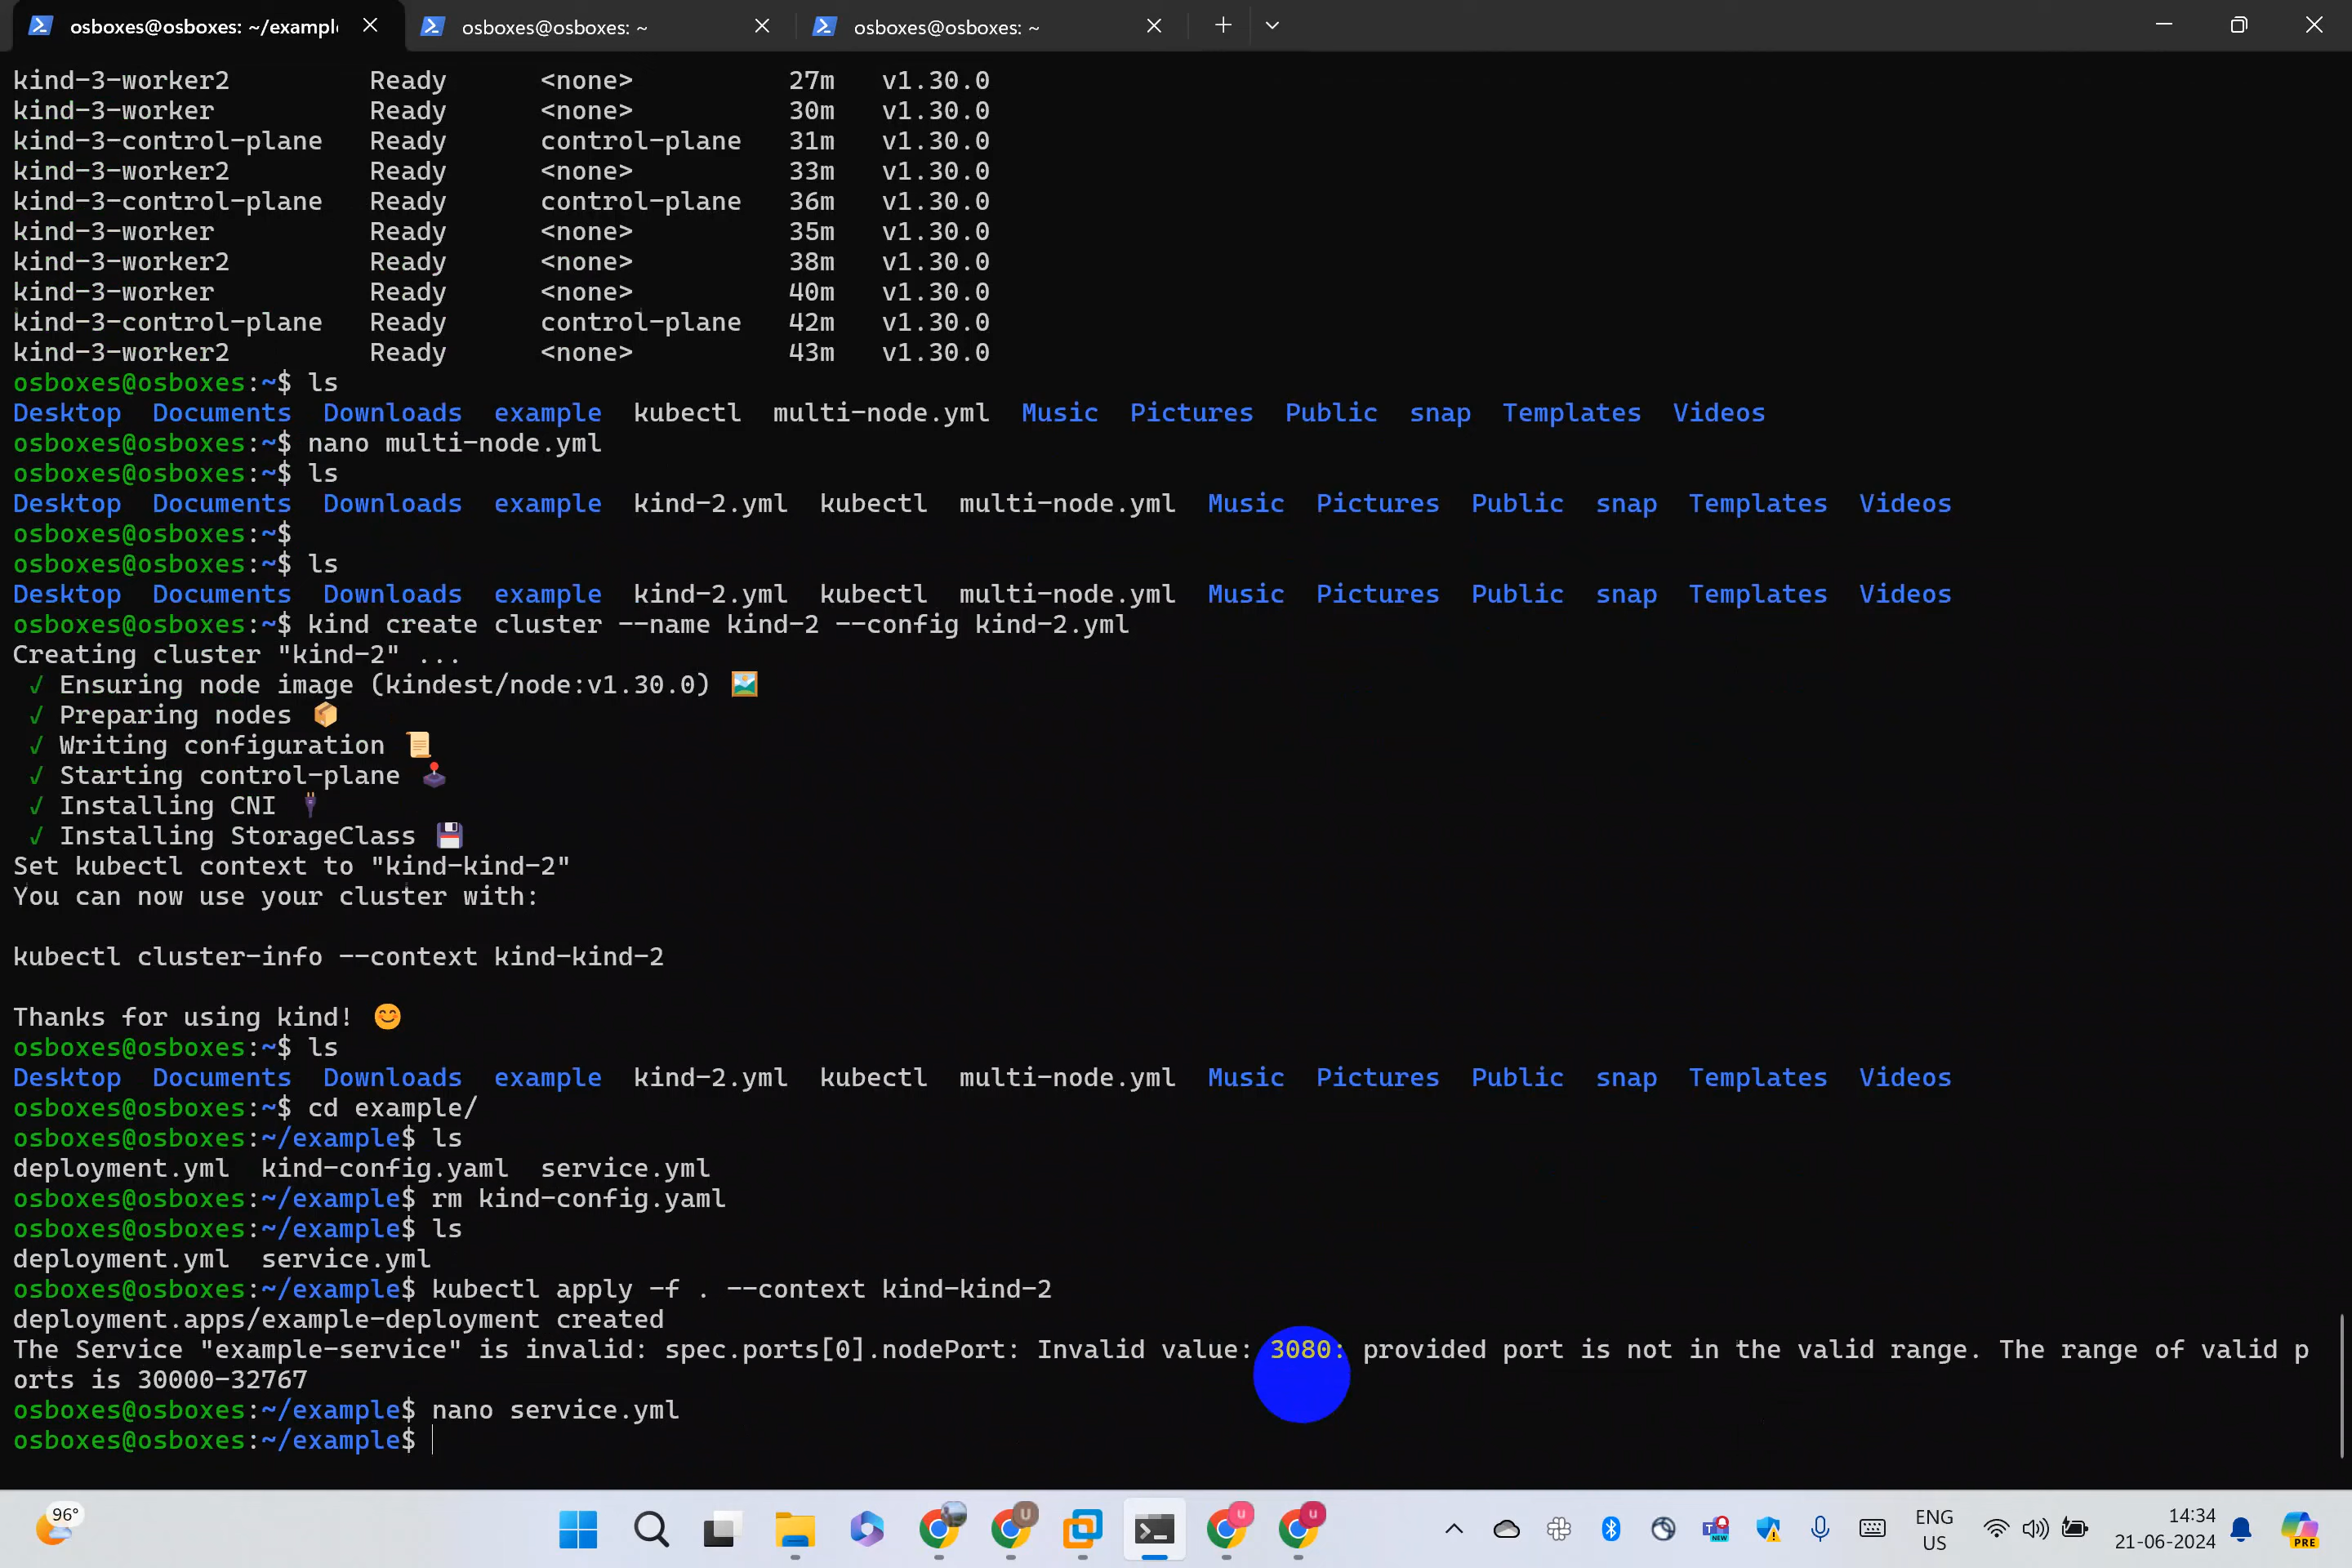 osboxes@osboxes: ~/exampl
osboxes@osboxes: ~
osboxes@osboxes: ~
kind-3-worker2 Ready <none> 27m v1.30.0
kind-3-worker Ready <none> 30m v1.30.0
kind-3-control-plane Ready control-plane 31m v1.30.0
kind-3-worker2 Ready <none> 33m v1.30.0
kind-3-control-plane Ready control-plane 36m v1.30.0
kind-3-worker Ready <none> 35m v1.30.0
kind-3-worker2 Ready <none> 38m v1.30.0
kind-3-worker Ready <none> 40m v1.30.0
kind-3-control-plane Ready control-plane 42m v1.30.0
kind-3-worker2 Ready <none> 43m v1.30.0
osboxes@osboxes:~$ ls
Desktop Documents Downloads example kubectl multi-node.yml Music Pictures Public snap Templates Videos
osboxes@osboxes:~$ nano multi-node.yml
osboxes@osboxes:~$ ls
Desktop Documents Downloads example kind-2.yml kubectl multi-node.yml Music Pictures Public snap Templates Videos
osboxes@osboxes:~$
osboxes@osboxes:~$ ls
Desktop Documents Downloads example kind-2.yml kubectl multi-node.yml Music Pictures Public snap Templates Videos
osboxes@osboxes:~$ kind create cluster --name kind-2 --config kind-2.yml
Creating cluster "kind-2" ...
✓ Ensuring node image (kindest/node:v1.30.0) 🖼
✓ Preparing nodes 📦
✓ Writing configuration 📜
✓ Starting control-plane 🕹
✓ Installing CNI 🔌
✓ Installing StorageClass 💾
Set kubectl context to "kind-kind-2"
You can now use your cluster with:
kubectl cluster-info --context kind-kind-2
Thanks for using kind! 😊
osboxes@osboxes:~$ ls
Desktop Documents Downloads example kind-2.yml kubectl multi-node.yml Music Pictures Public snap Templates Videos
osboxes@osboxes:~$ cd example/
osboxes@osboxes:~/example$ ls
deployment.yml kind-config.yaml service.yml
osboxes@osboxes:~/example$ rm kind-config.yaml
osboxes@osboxes:~/example$ ls
deployment.yml service.yml
osboxes@osboxes:~/example$ kubectl apply -f . --context kind-kind-2
deployment.apps/example-deployment created
The Service "example-service" is invalid: spec.ports[0].nodePort: Invalid value: 3080: provided port is not in the valid range. The range of valid p
orts is 30000-32767
osboxes@osboxes:~/example$ nano service.yml
osboxes@osboxes:~/example$
96°
U
U
U
NEW
ENG
US
14:34
21-06-2024
PRE